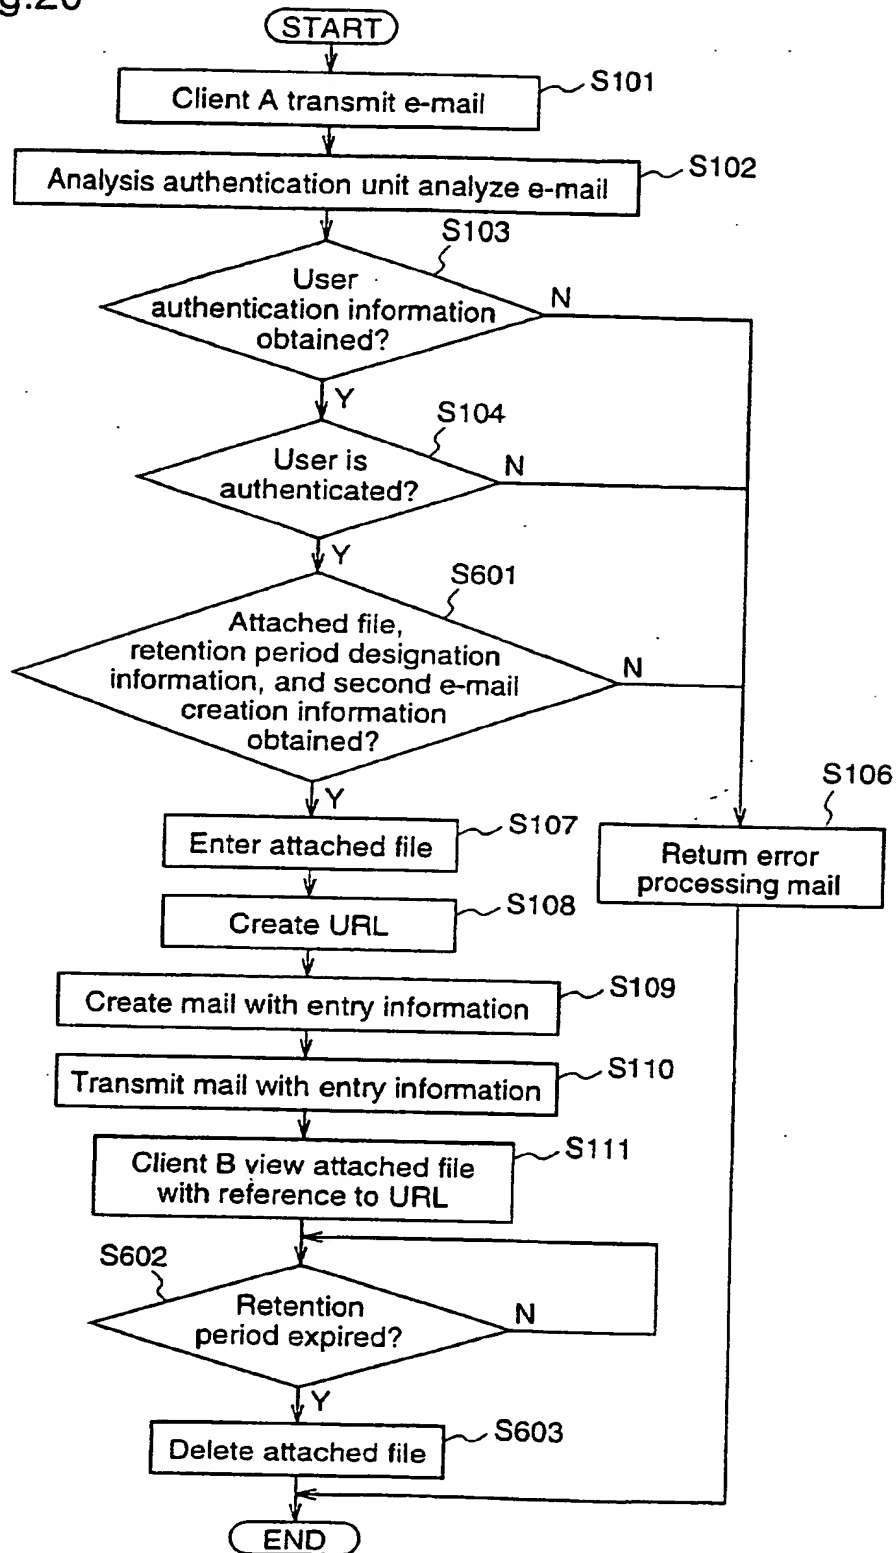 START
Client A transmit e-mail
S101
Analysis authentication unit analyze e-mail
S102
S103
User
authentication information
obtained?
N
Y
S104
User is
authenticated?
N
Y
S601
Attached file,
retention period designation
information, and second e-mail
creation information
obtained?
N
Y
S106
Return error
processing mail
Enter attached file
S107
Create URL
S108
Create mail with entry information
S109
Transmit mail with entry information
S110
Client B view attached file
with reference to URL
S111
S602
Retention
period expired?
N
Y
Delete attached file
S603
END